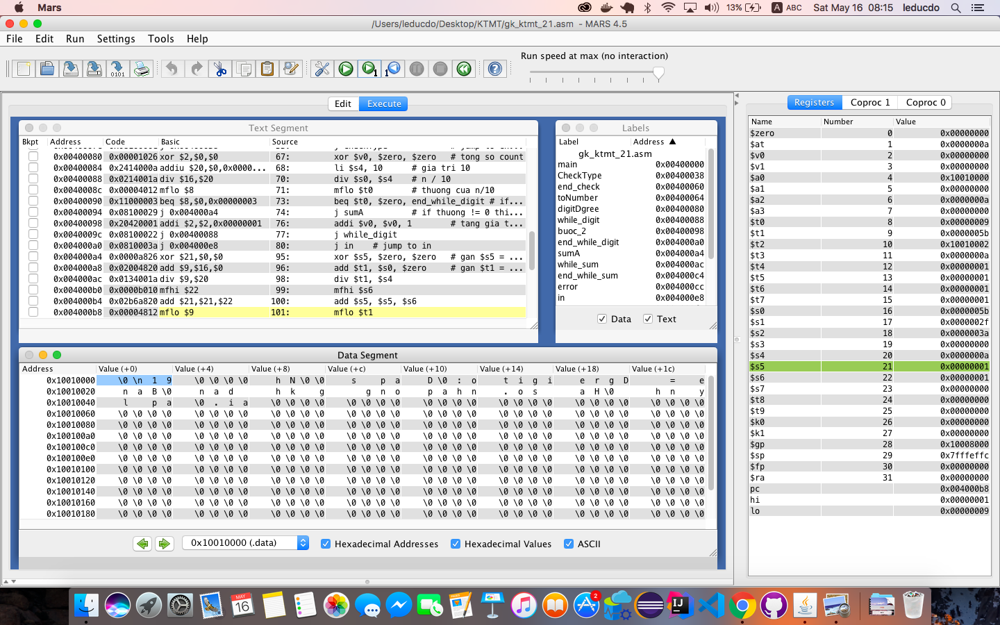 Mars
13%
A ABC
Sat May 16 08:15 leducdo
/Users/leducdo/Desktop/KTMT/gk_ktmt_21.asm - MARS 4.5
File Edit Run Settings Tools Help
Run speed at max (no interaction)
Edit Execute
Text Segment
Bkpt Address Code Basic Source
0x00400080 0x00001026 xor $2,$0,$0 67: xor $v0, $zero, $zero # tong so count
0x00400084 0x2414000a addiu $20,$0,0x0000... 68: li $s4, 10 # gia tri 10
0x00400088 0x0214001a div $16,$20 70: div $s0, $s4 # n / 10
0x0040008c 0x00004012 mflo $8 71: mflo $t0 # thuong cua n/10
0x00400090 0x11000003 beq $8,$0,0x00000003 73: beq $t0, $zero, end_while_digit # if...
0x00400094 0x08100029 j 0x004000a4 74: j sumA # if thuong != 0 thi...
0x00400098 0x20420001 addi $2,$2,0x00000001 76: addi $v0, $v0, 1 # tang gia t...
0x0040009c 0x08100022 j 0x00400088 77: j while_digit
0x004000a0 0x0810003a j 0x004000e8 80: j in # jump to in
0x004000a4 0x0000a826 xor $21,$0,$0 95: xor $s5, $zero, $zero # gan $s5 = ...
0x004000a8 0x02004820 add $9,$16,$0 96: add $t1, $s0, $zero # gan $t1 = ...
0x004000ac 0x0134001a div $9,$20 98: div $t1, $s4
0x004000b0 0x0000b010 mfhi $22 99: mfhi $s6
0x004000b4 0x02b6a820 add $21,$21,$22 100: add $s5, $s5, $s6
0x004000b8 0x00004812 mflo $9 101: mflo $t1
Labels
Label Address ▲
gk_ktmt_21.asm
main 0x00400000
CheckType 0x00400038
end_check 0x00400060
toNumber 0x00400064
digitDgree 0x00400080
while_digit 0x00400088
buoc_2 0x00400098
end_while_digit 0x004000a0
sumA 0x004000a4
while_sum 0x004000ac
end_while_sum 0x004000c4
error 0x004000cc
in 0x004000e8
Data Text
Data Segment
Address Value (+0) Value (+4) Value (+8) Value (+c) Value (+10) Value (+14) Value (+18) Value (+1c)
0x10010000 \0 \n 1 9 \0 \0 \0 \0 h N \0 \0 s p a D \0 : o t i g i e r g D = e
0x10010020 n a B \0 n a d h k g g n o p a h n . o s a H \0 h n y
0x10010040 l p a \0 . i a \0 \0 \0 \0 \0 \0 \0 \0 \0 \0 \0 \0 \0 \0 \0 \0 \0 \0 \0 \0 \0 \0 \0 \0
0x10010060 \0 \0 \0 \0 \0 \0 \0 \0 \0 \0 \0 \0 \0 \0 \0 \0 \0 \0 \0 \0 \0 \0 \0 \0 \0 \0 \0 \0 \0 \0 \0 \0
0x10010080 \0 \0 \0 \0 \0 \0 \0 \0 \0 \0 \0 \0 \0 \0 \0 \0 \0 \0 \0 \0 \0 \0 \0 \0 \0 \0 \0 \0 \0 \0 \0 \0
0x100100a0 \0 \0 \0 \0 \0 \0 \0 \0 \0 \0 \0 \0 \0 \0 \0 \0 \0 \0 \0 \0 \0 \0 \0 \0 \0 \0 \0 \0 \0 \0 \0 \0
0x100100c0 \0 \0 \0 \0 \0 \0 \0 \0 \0 \0 \0 \0 \0 \0 \0 \0 \0 \0 \0 \0 \0 \0 \0 \0 \0 \0 \0 \0 \0 \0 \0 \0
0x100100e0 \0 \0 \0 \0 \0 \0 \0 \0 \0 \0 \0 \0 \0 \0 \0 \0 \0 \0 \0 \0 \0 \0 \0 \0 \0 \0 \0 \0 \0 \0 \0 \0
0x10010100 \0 \0 \0 \0 \0 \0 \0 \0 \0 \0 \0 \0 \0 \0 \0 \0 \0 \0 \0 \0 \0 \0 \0 \0 \0 \0 \0 \0 \0 \0 \0 \0
0x10010120 \0 \0 \0 \0 \0 \0 \0 \0 \0 \0 \0 \0 \0 \0 \0 \0 \0 \0 \0 \0 \0 \0 \0 \0 \0 \0 \0 \0 \0 \0 \0 \0
0x10010140 \0 \0 \0 \0 \0 \0 \0 \0 \0 \0 \0 \0 \0 \0 \0 \0 \0 \0 \0 \0 \0 \0 \0 \0 \0 \0 \0 \0 \0 \0 \0 \0
0x10010160 \0 \0 \0 \0 \0 \0 \0 \0 \0 \0 \0 \0 \0 \0 \0 \0 \0 \0 \0 \0 \0 \0 \0 \0 \0 \0 \0 \0 \0 \0 \0 \0
0x10010180 \0 \0 \0 \0 \0 \0 \0 \0 \0 \0 \0 \0 \0 \0 \0 \0 \0 \0 \0 \0 \0 \0 \0 \0 \0 \0 \0 \0 \0 \0 \0 \0
0x10010000 (.data) Hexadecimal Addresses Hexadecimal Values ASCII
Registers Coproc 1 Coproc 0
Name Number Value
$zero 0 0x00000000
$at 1 0x0000000a
$v0 2 0x00000000
$v1 3 0x00000000
$a0 4 0x10010000
$a1 5 0x00000000
$a2 6 0x0000000a
$a3 7 0x00000000
$t0 8 0x00000009
$t1 9 0x0000005b
$t2 10 0x10010002
$t3 11 0x0000000a
$t4 12 0x00000001
$t5 13 0x00000001
$t6 14 0x00000001
$t7 15 0x00000001
$s0 16 0x0000005b
$s1 17 0x0000002f
$s2 18 0x0000003a
$s3 19 0x00000000
$s4 20 0x0000000a
$s5 21 0x00000001
$s6 22 0x00000001
$s7 23 0x00000000
$t8 24 0x00000000
$t9 25 0x00000000
$k0 26 0x00000000
$k1 27 0x00000000
$gp 28 0x10008000
$sp 29 0x7fffeffc
$fp 30 0x00000000
$ra 31 0x00000000
pc 0x004000b8
hi 0x00000001
lo 0x00000009
MAY
16
2
IJ